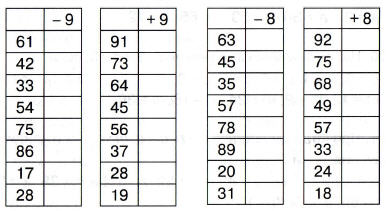 − 9 + 9 − 8 + 8
61 91 63 92
42 73 45 75
33 64 35 68
54 45 57 49
75 56 78 57
86 37 89 33
17 28 20 24
28 19 31 18